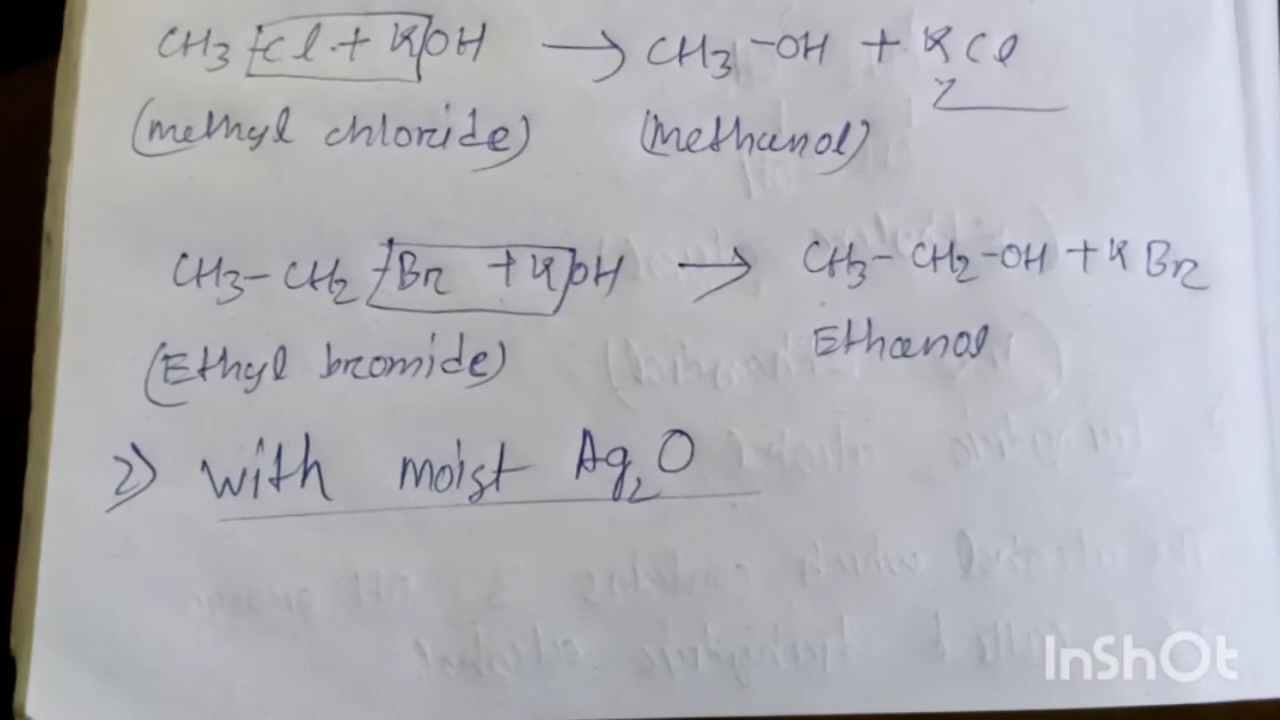 CH3 -Cl + KOH → CH3 -OH + KCl
(methyl chloride) (Methanol)
CH3-CH2 -Br + KOH → CH3-CH2-OH + KBr
(Ethyl bromide) Ethanol
2) with moist Ag2O
InShOt